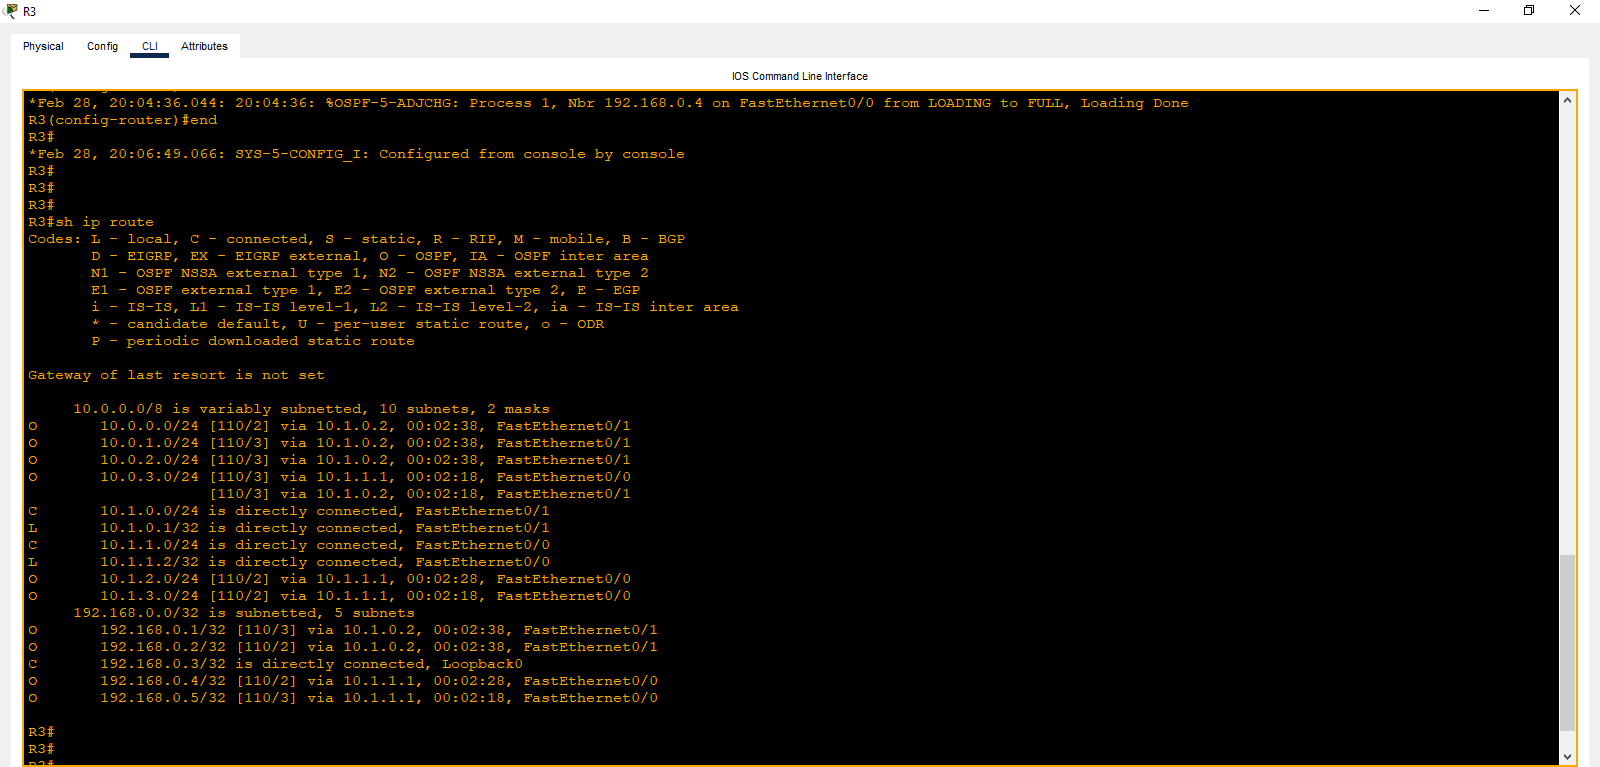 R3
Physical Config CLI Attributes
IOS Command Line Interface
*Feb 28, 20:04:36.044: 20:04:36: %OSPF-5-ADJCHG: Process 1, Nbr 192.168.0.4 on FastEthernet0/0 from LOADING to FULL, Loading Done
R3(config-router)#end
R3#
*Feb 28, 20:06:49.066: SYS-5-CONFIG_I: Configured from console by console
R3#
R3#
R3#
R3#sh ip route
Codes: L - local, C - connected, S - static, R - RIP, M - mobile, B - BGP
D - EIGRP, EX - EIGRP external, O - OSPF, IA - OSPF inter area
N1 - OSPF NSSA external type 1, N2 - OSPF NSSA external type 2
E1 - OSPF external type 1, E2 - OSPF external type 2, E - EGP
i - IS-IS, L1 - IS-IS level-1, L2 - IS-IS level-2, ia - IS-IS inter area
* - candidate default, U - per-user static route, o - ODR
P - periodic downloaded static route
Gateway of last resort is not set
10.0.0.0/8 is variably subnetted, 10 subnets, 2 masks
O 10.0.0.0/24 [110/2] via 10.1.0.2, 00:02:38, FastEthernet0/1
O 10.0.1.0/24 [110/3] via 10.1.0.2, 00:02:38, FastEthernet0/1
O 10.0.2.0/24 [110/3] via 10.1.0.2, 00:02:38, FastEthernet0/1
O 10.0.3.0/24 [110/3] via 10.1.1.1, 00:02:18, FastEthernet0/0
[110/3] via 10.1.0.2, 00:02:18, FastEthernet0/1
C 10.1.0.0/24 is directly connected, FastEthernet0/1
L 10.1.0.1/32 is directly connected, FastEthernet0/1
C 10.1.1.0/24 is directly connected, FastEthernet0/0
L 10.1.1.2/32 is directly connected, FastEthernet0/0
O 10.1.2.0/24 [110/2] via 10.1.1.1, 00:02:28, FastEthernet0/0
O 10.1.3.0/24 [110/2] via 10.1.1.1, 00:02:18, FastEthernet0/0
192.168.0.0/32 is subnetted, 5 subnets
O 192.168.0.1/32 [110/3] via 10.1.0.2, 00:02:38, FastEthernet0/1
O 192.168.0.2/32 [110/2] via 10.1.0.2, 00:02:38, FastEthernet0/1
C 192.168.0.3/32 is directly connected, Loopback0
O 192.168.0.4/32 [110/2] via 10.1.1.1, 00:02:28, FastEthernet0/0
O 192.168.0.5/32 [110/3] via 10.1.1.1, 00:02:18, FastEthernet0/0
R3#
R3#